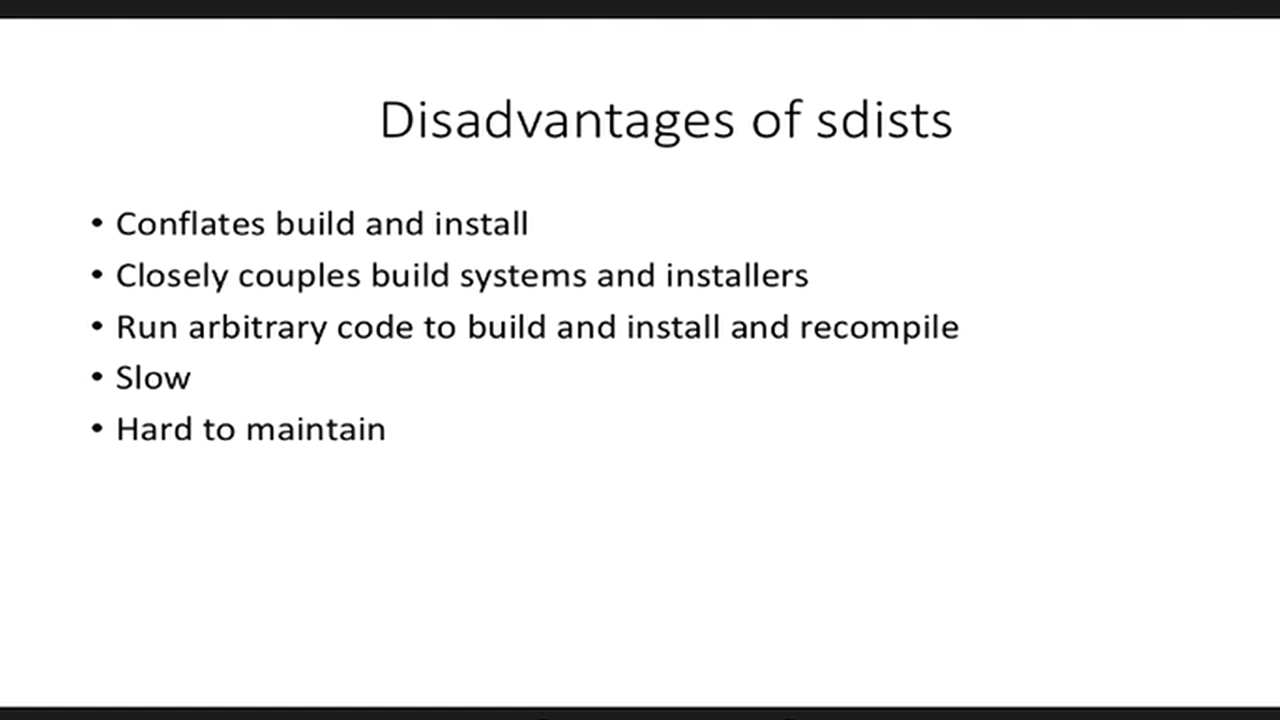 Disadvantages of sdists
• Conflates build and install
• Closely couples build systems and installers
• Run arbitrary code to build and install and recompile
• Slow
• Hard to maintain